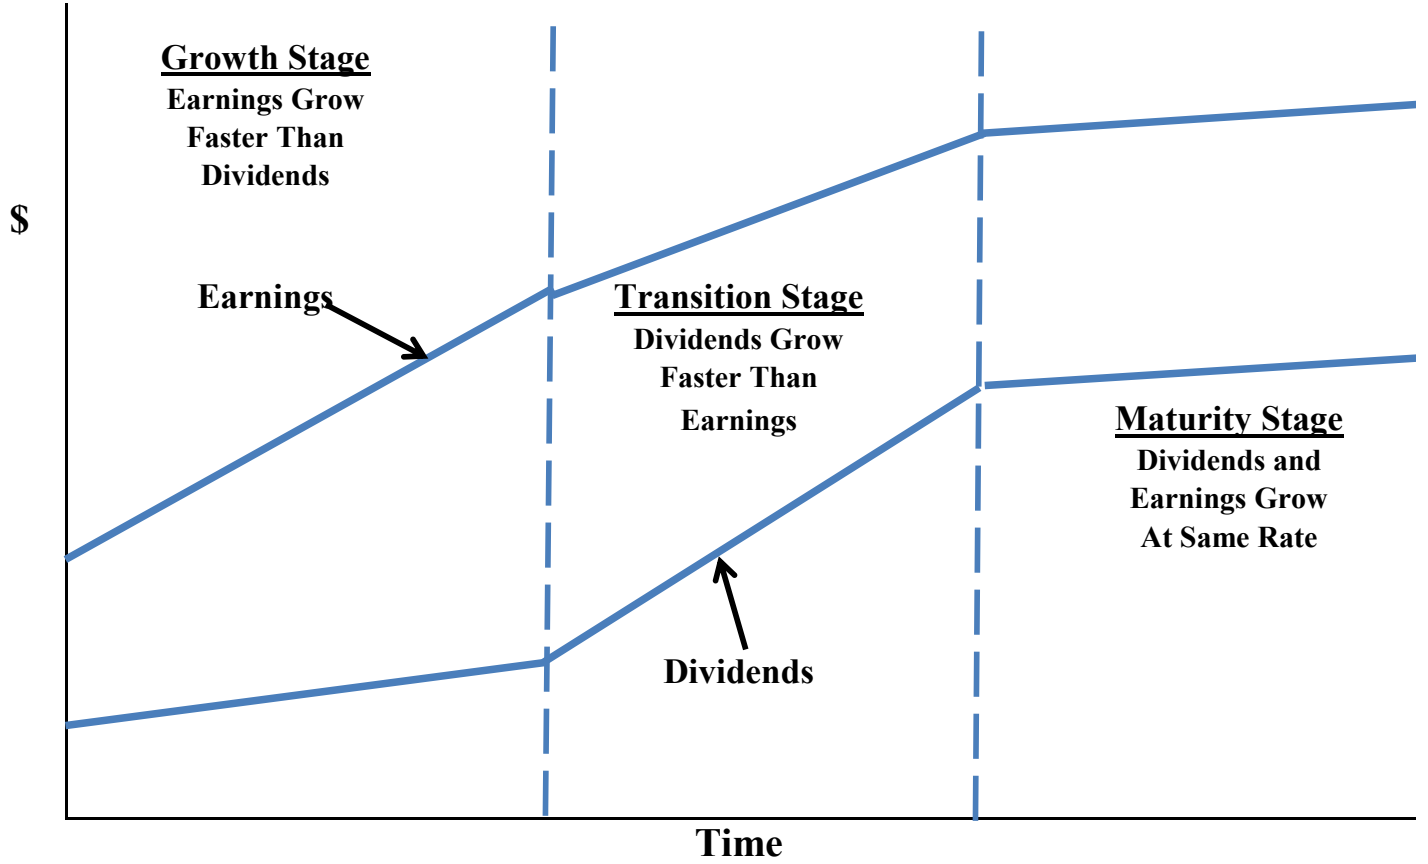 Growth Stage
Earnings Grow
Faster Than
Dividends
$
Earnings
Transition Stage
Dividends Grow
Faster Than
Earnings
Maturity Stage
Dividends and
Earnings Grow
At Same Rate
Dividends
Time